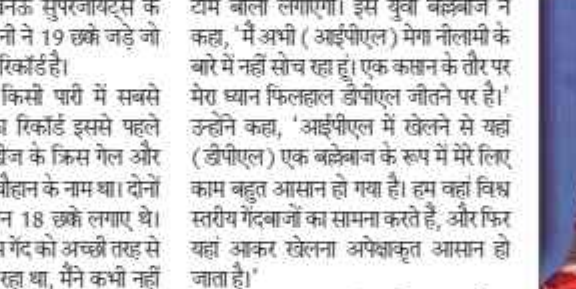 सुपरजायंट्स के
नी ने 19 छक्के जड़े जो
रिकॉर्ड है।
किसी पारी में सबसे
रिकॉर्ड इससे पहले
ीज के क्रिस गेल और
चौहान के नाम था। दोनों
न 18 छक्के लगाए थे।
गेंद को अच्छी तरह से
रहा था, मैंने कभी नहीं
टीम बोली लगाएगी। इस युवा बल्लेबाज ने
कहा, 'मैं अभी (आईपीएल) मेगा नीलामी के
बारे में नहीं सोच रहा हूं। एक कप्तान के तौर पर
मेरा ध्यान फिलहाल डीपीएल जीतने पर है।'
उन्होंने कहा, 'आईपीएल में खेलने से यहां
(डीपीएल) एक बल्लेबाज के रूप में मेरे लिए
काम बहुत आसान हो गया है। हम वहां विश्व
स्तरीय गेंदबाजों का सामना करते हैं, और फिर
यहां आकर खेलना अपेक्षाकृत आसान हो
जाता है।'